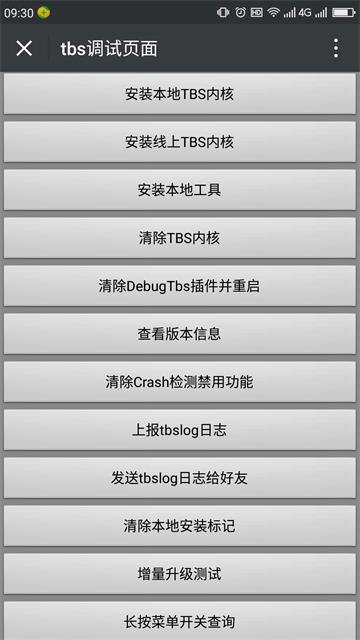 09:30 HD 4G
tbs调试页面
安装本地TBS内核
安装线上TBS内核
安装本地工具
清除TBS内核
清除DebugTbs插件并重启
查看版本信息
清除Crash检测禁用功能
上报tbslog日志
发送tbslog日志给好友
清除本地安装标记
增量升级测试
长按菜单开关查询